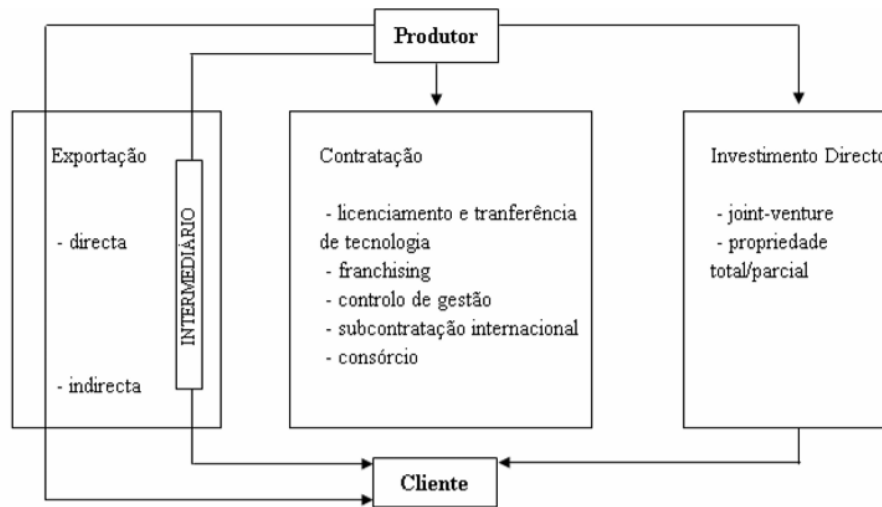 Produtor
Exportação
- directa
- indirecta
INTERMEDIÁRIO
Contratação
- licenciamento e tranferência
de tecnologia
- franchising
- controlo de gestão
- subcontratação internacional
- consórcio
Investimento Directo
- joint-venture
- propriedade
total/parcial
Cliente